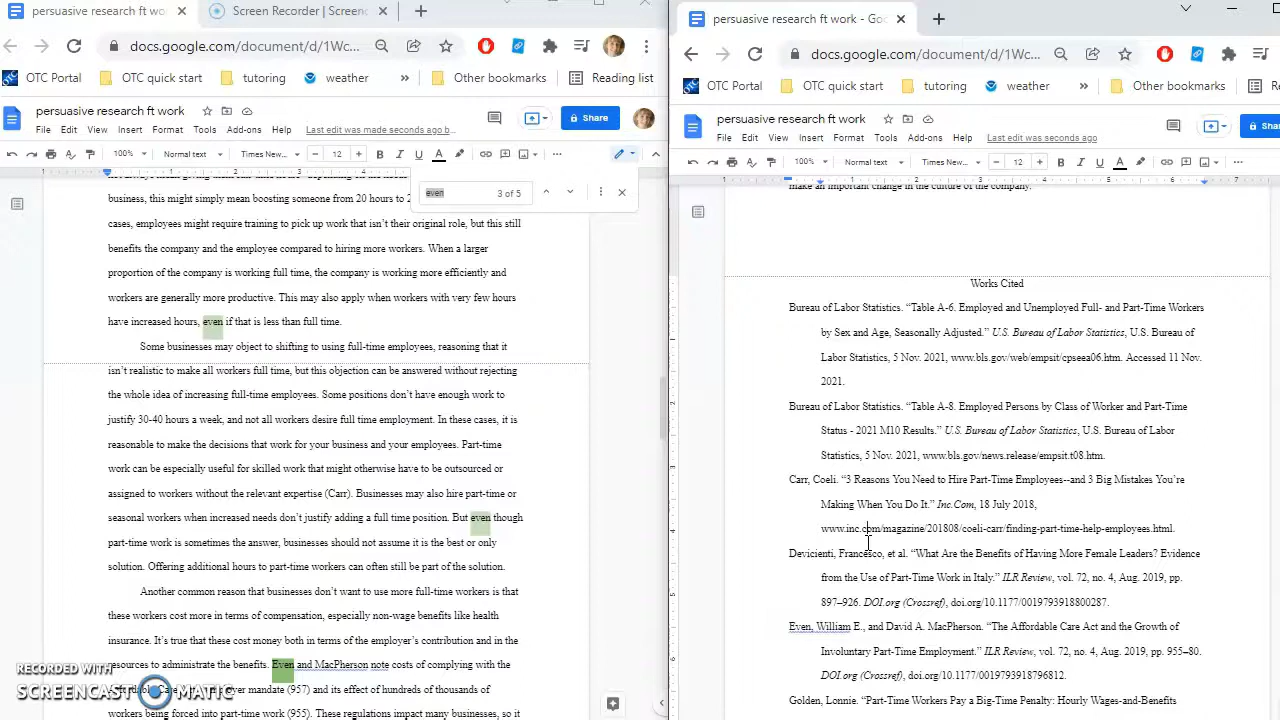 persuasive research ft work
Screen Recorder | Screenc
docs.google.com/document/d/1Wc...
OTC Portal
OTC quick start
tutoring
weather
»
Other bookmarks
Reading list
persuasive research ft work
File Edit View Insert Format Tools Add-ons Help
Last edit was made seconds ago b...
Share
100%
Normal text
Times New...
12
even
3 of 5
business, this might simply mean boosting someone from 20 hours to 2
cases, employees might require training to pick up work that isn't their original role, but this still
benefits the company and the employee compared to hiring more workers. When a larger
proportion of the company is working full time, the company is working more efficiently and
workers are generally more productive. This may also apply when workers with very few hours
have increased hours, even if that is less than full time.
Some businesses may object to shifting to using full-time employees, reasoning that it
isn't realistic to make all workers full time, but this objection can be answered without rejecting
the whole idea of increasing full-time employees. Some positions don't have enough work to
justify 30-40 hours a week, and not all workers desire full time employment. In these cases, it is
reasonable to make the decisions that work for your business and your employees. Part-time
work can be especially useful for skilled work that might otherwise have to be outsourced or
assigned to workers without the relevant expertise (Carr). Businesses may also hire part-time or
seasonal workers when increased needs don't justify adding a full time position. But even though
part-time work is sometimes the answer, businesses should not assume it is the best or only
solution. Offering additional hours to part-time workers can often still be part of the solution.
Another common reason that businesses don't want to use more full-time workers is that
these workers cost more in terms of compensation, especially non-wage benefits like health
insurance. It's true that these cost money both in terms of the employer's contribution and in the
resources to administrate the benefits. Even and MacPherson note costs of complying with the
over mandate (957) and its effect of hundreds of thousands of
workers being forced into part-time work (955). These regulations impact many businesses, so it
RECORDED WITH
SCREENCAST MATIC
persuasive research ft work - Goo
docs.google.com/document/d/1Wc...
OTC Portal
OTC quick start
tutoring
weather
»
Other bookmarks
persuasive research ft work
File Edit View Insert Format Tools Add-ons Help
Last edit was seconds ago
Sha
100%
Normal text
Times New...
12
make an important change in the culture of the company.
Works Cited
Bureau of Labor Statistics. “Table A-6. Employed and Unemployed Full- and Part-Time Workers
by Sex and Age, Seasonally Adjusted.” U.S. Bureau of Labor Statistics, U.S. Bureau of
Labor Statistics, 5 Nov. 2021, www.bls.gov/web/empsit/cpseea06.htm. Accessed 11 Nov.
2021.
Bureau of Labor Statistics. “Table A-8. Employed Persons by Class of Worker and Part-Time
Status - 2021 M10 Results.” U.S. Bureau of Labor Statistics, U.S. Bureau of Labor
Statistics, 5 Nov. 2021, www.bls.gov/news.release/empsit.t08.htm.
Carr, Coeli. “3 Reasons You Need to Hire Part-Time Employees--and 3 Big Mistakes You’re
Making When You Do It.” Inc.Com, 18 July 2018,
www.inc.com/magazine/201808/coeli-carr/finding-part-time-help-employees.html.
Devicienti, Francesco, et al. “What Are the Benefits of Having More Female Leaders? Evidence
from the Use of Part-Time Work in Italy.” ILR Review, vol. 72, no. 4, Aug. 2019, pp.
897–926. DOI.org (Crossref), doi.org/10.1177/0019793918800287.
Even, William E., and David A. MacPherson. “The Affordable Care Act and the Growth of
Involuntary Part-Time Employment.” ILR Review, vol. 72, no. 4, Aug. 2019, pp. 955–80.
DOI.org (Crossref), doi.org/10.1177/0019793918796812.
Golden, Lonnie. “Part-Time Workers Pay a Big-Time Penalty: Hourly Wages-and-Benefits